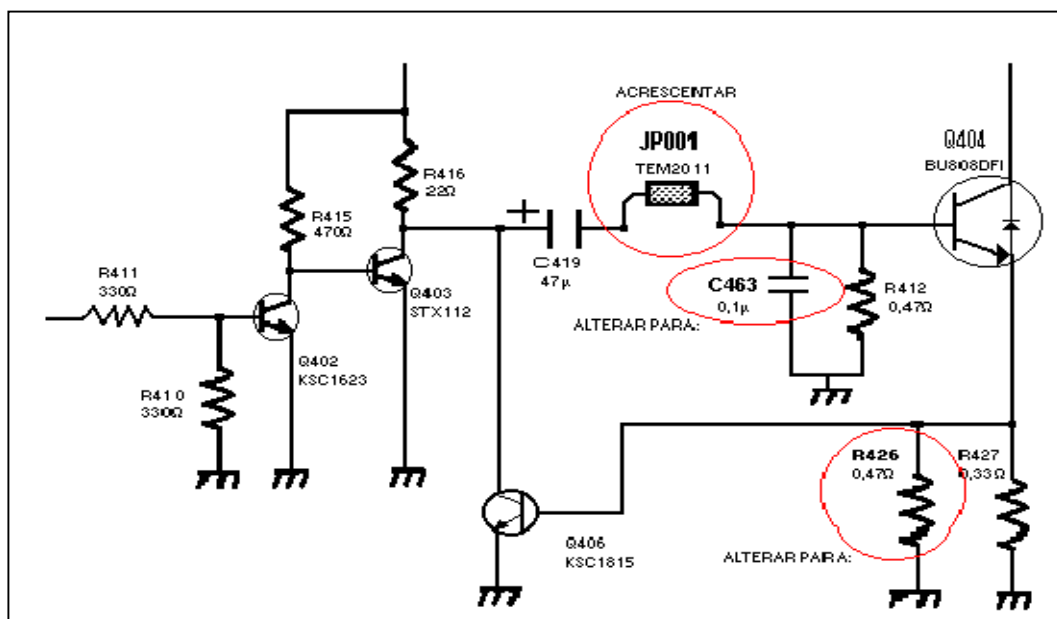 ACRESCEINTAR
JP001
TEM2011
Q404
BU808DFI
R416
22Ω
R415
470Ω
+
C419
47µ
R411
330Ω
Q403
STX112
C463
0,1µ
R412
0,47Ω
ALTERAR PARA:
Q402
KSC1623
R410
330Ω
R426
0,47Ω
R427
0,33Ω
Q406
KSC1815
ALTERAR PARA: